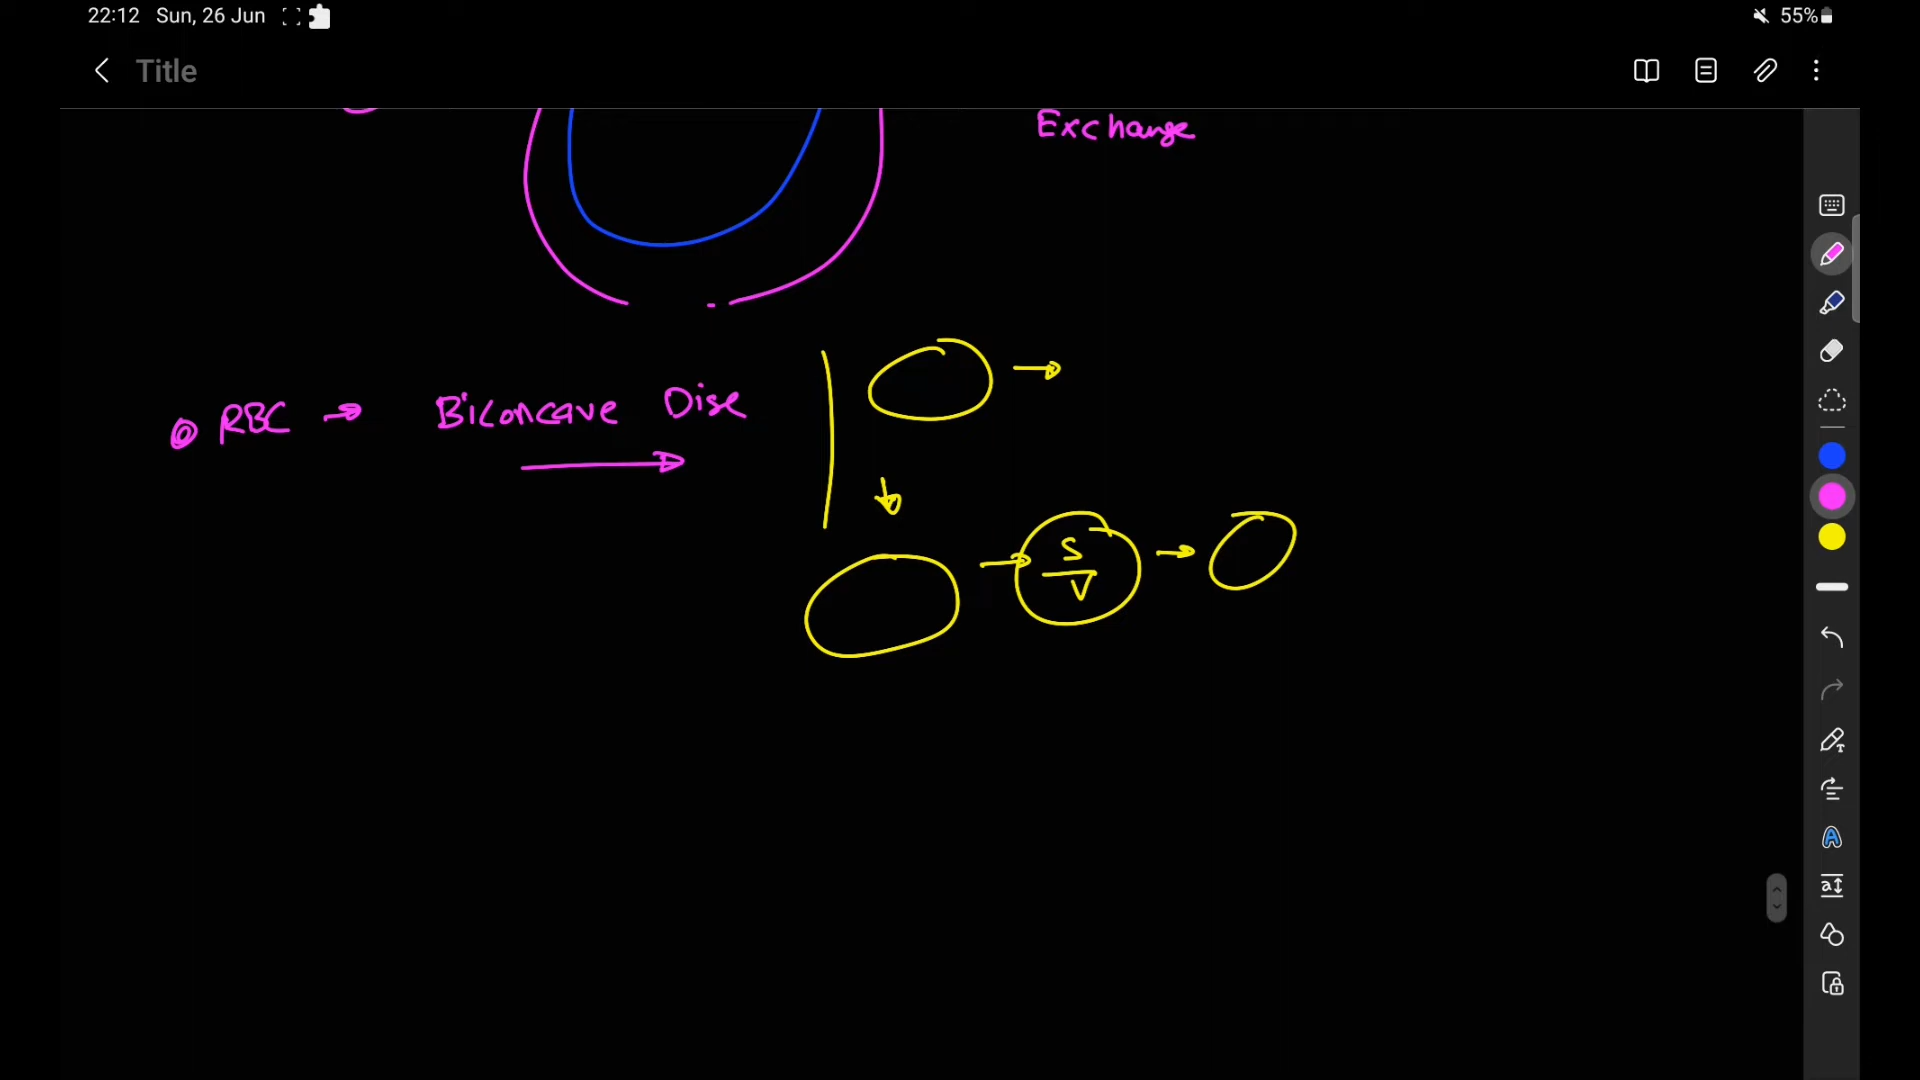 22:12 Sun, 26 Jun 55%
Title
Exchange
RBC → Biconcave Disc
S
V